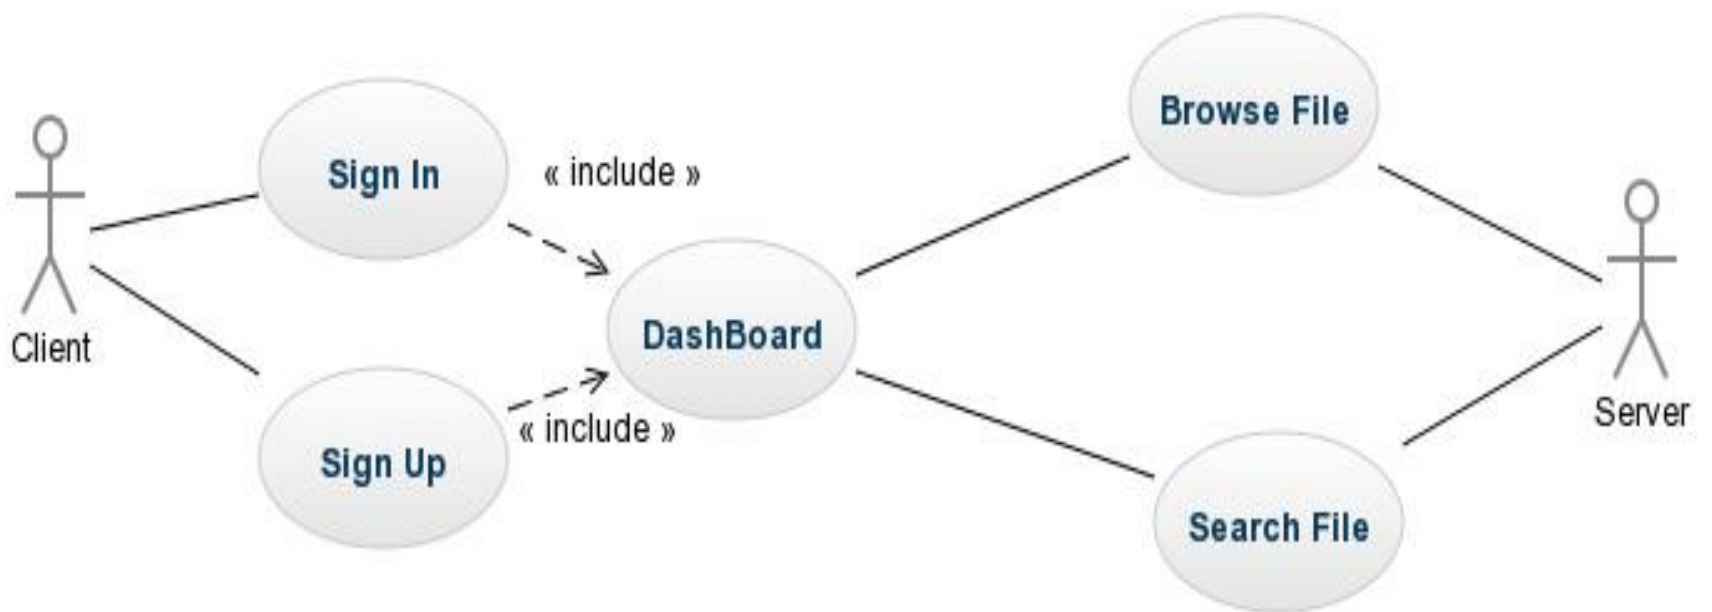 Browse File
Sign In
« include »
DashBoard
Client
Server
« include »
Sign Up
Search File